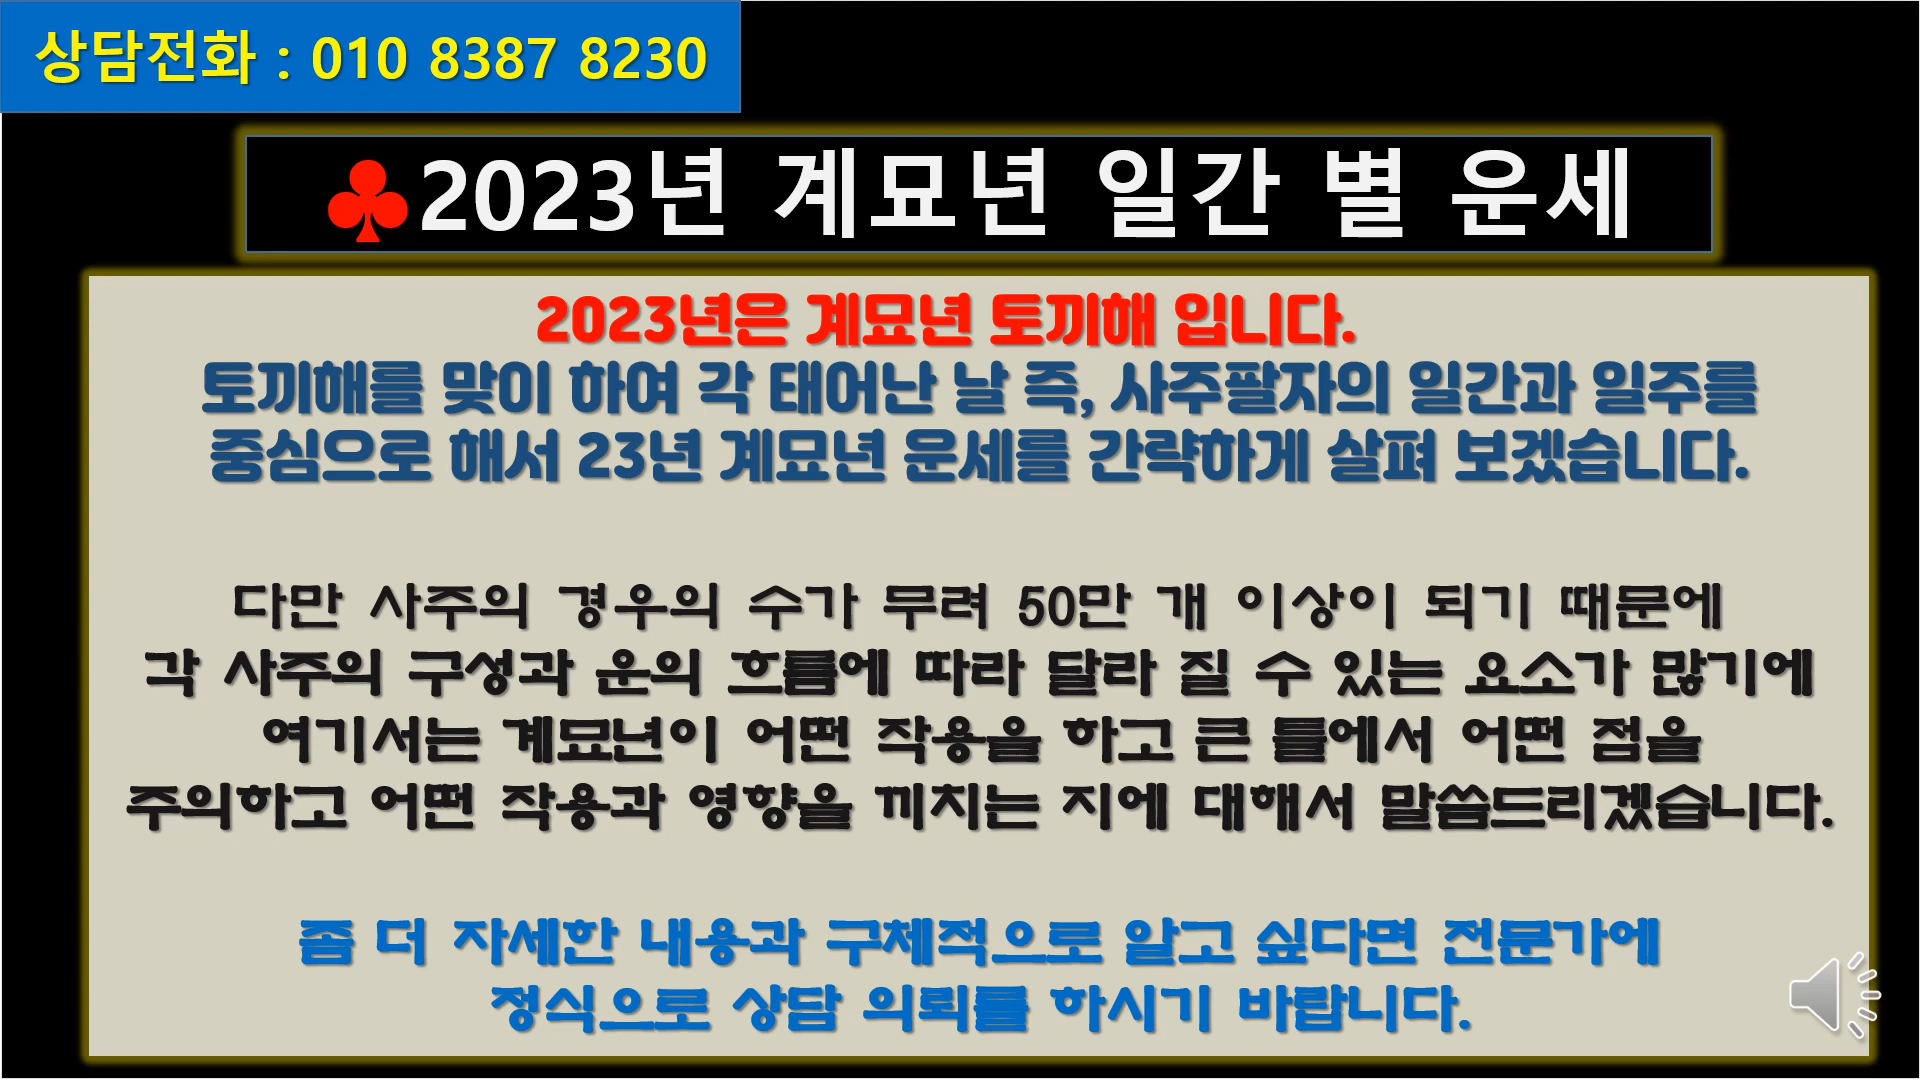 상담전화 : 010 8387 8230
♣2023년 계묘년 일간 별 운세
2023년은 계묘년 토끼해 입니다.
토끼해를 맞이 하여 각 태어난 날 즉, 사주팔자의 일간과 일주를
중심으로 해서 23년 계묘년 운세를 간략하게 살펴 보겠습니다.
다만 사주의 경우의 수가 무려 50만 개 이상이 되기 때문에
각 사주의 구성과 운의 흐름에 따라 달라 질 수 있는 요소가 많기에
여기서는 계묘년이 어떤 작용을 하고 큰 틀에서 어떤 점을
주의하고 어떤 작용과 영향을 끼치는 지에 대해서 말씀드리겠습니다.
좀 더 자세한 내용과 구체적으로 알고 싶다면 전문가에
정식으로 상담 의뢰를 하시기 바랍니다.